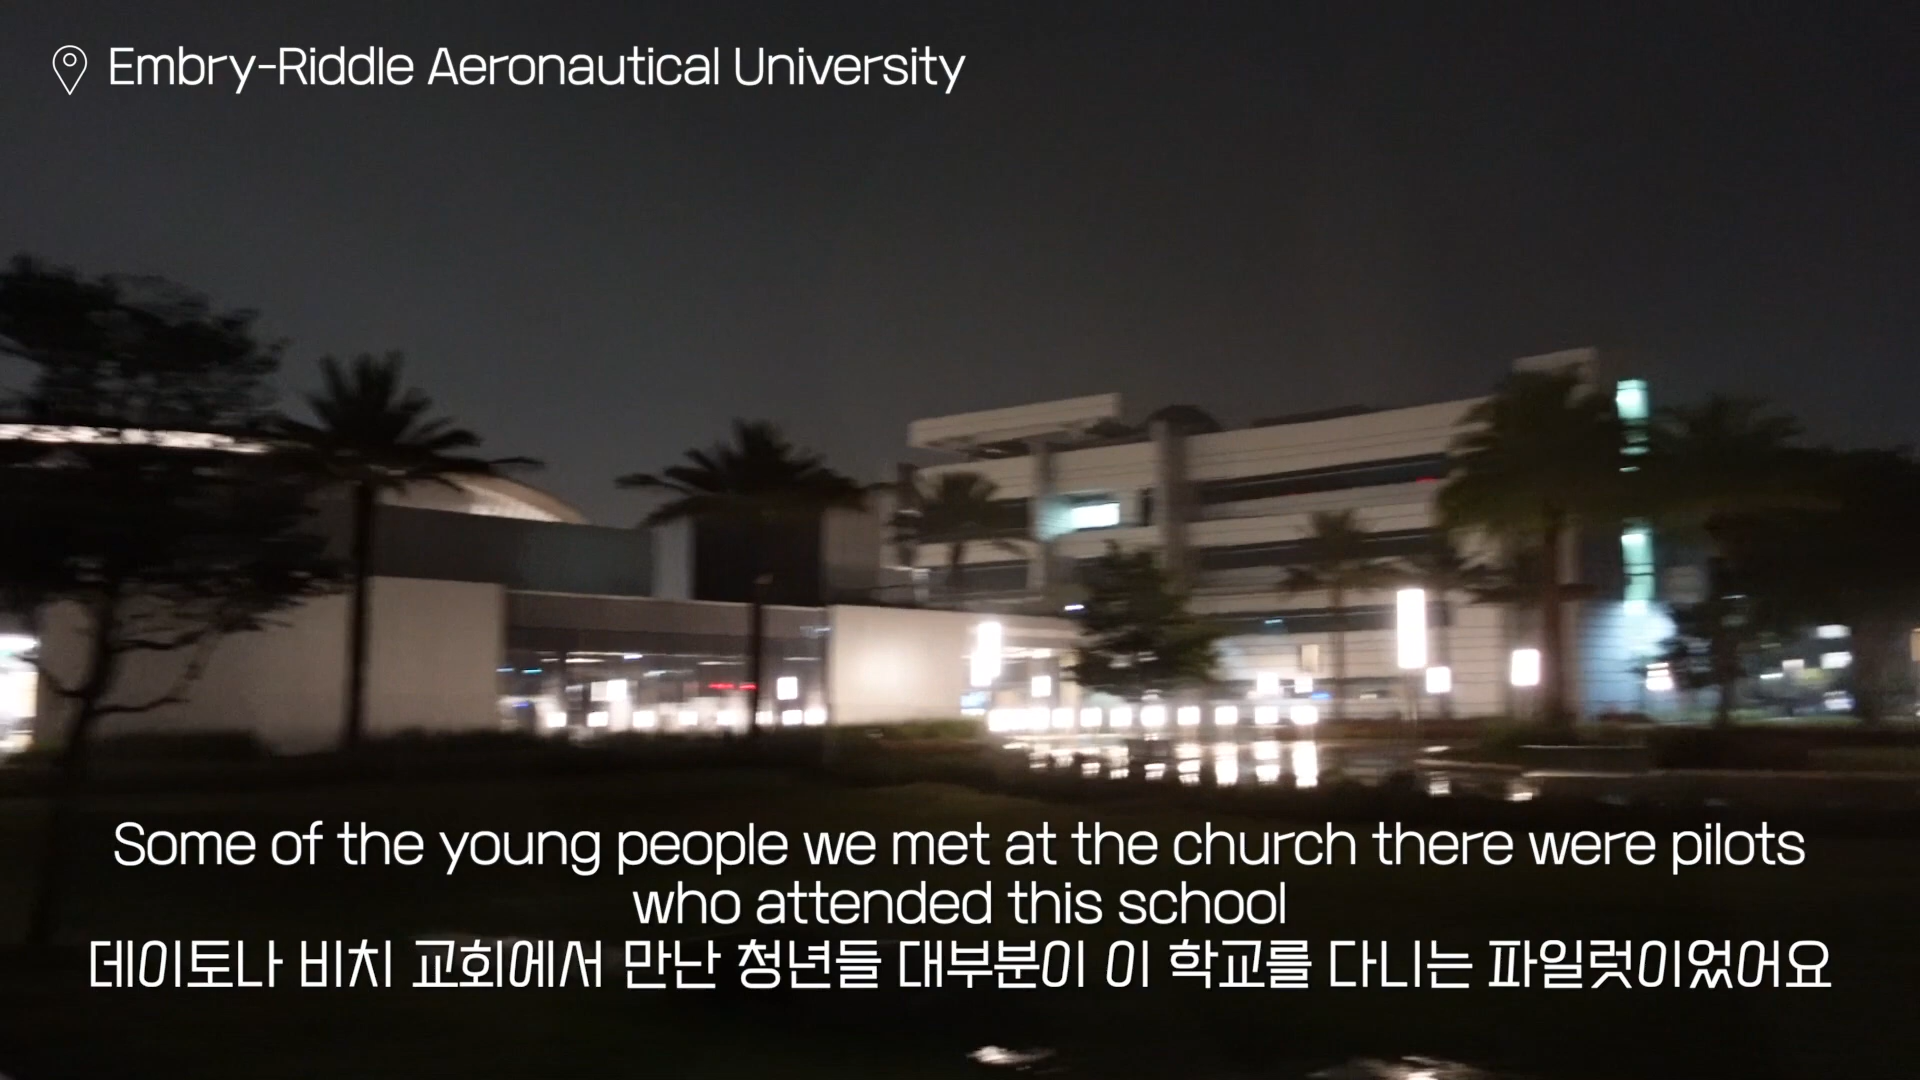 Embry-Riddle Aeronautical University
Some of the young people we met at the church there were pilots
who attended this school
데이토나 비치 교회에서 만난 청년들 대부분이 이 학교를 다니는 파일럿이었어요